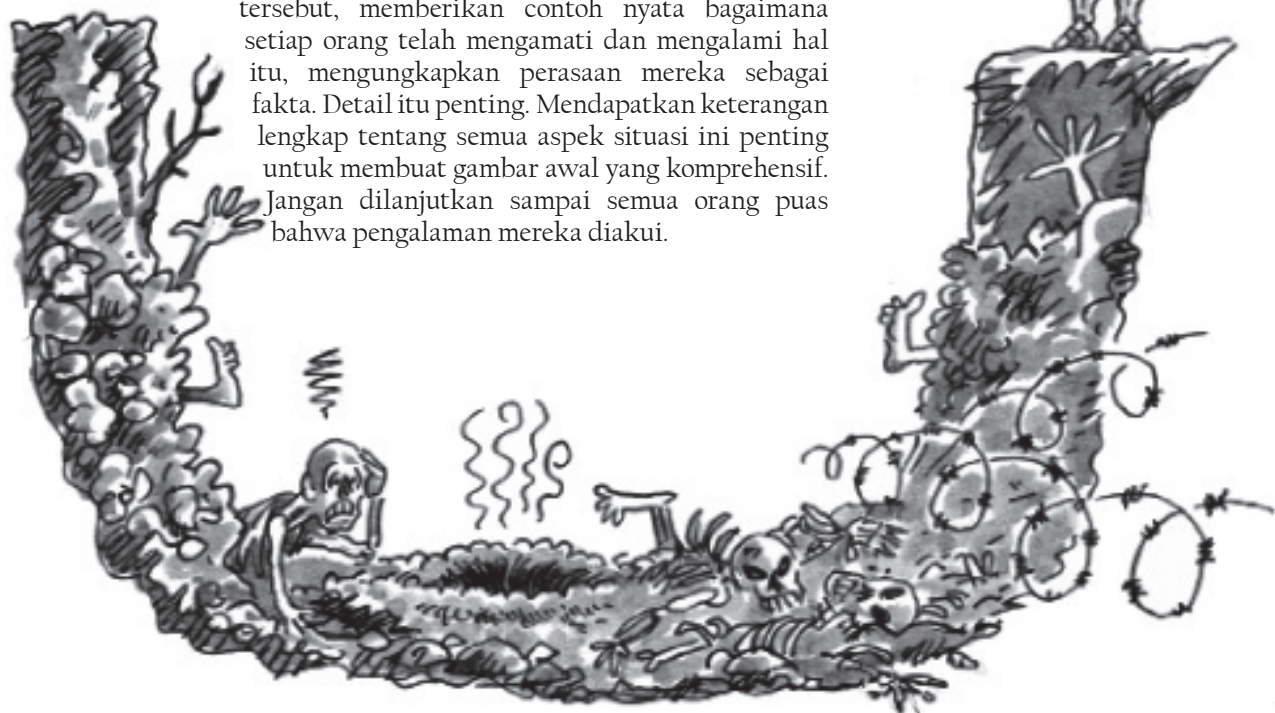 tersebut, memberikan contoh nyata bagaimana
setiap orang telah mengamati dan mengalami hal
itu, mengungkapkan perasaan mereka sebagai
fakta. Detail itu penting. Mendapatkan keterangan
lengkap tentang semua aspek situasi ini penting
untuk membuat gambar awal yang komprehensif.
Jangan dilanjutkan sampai semua orang puas
bahwa pengalaman mereka diakui.